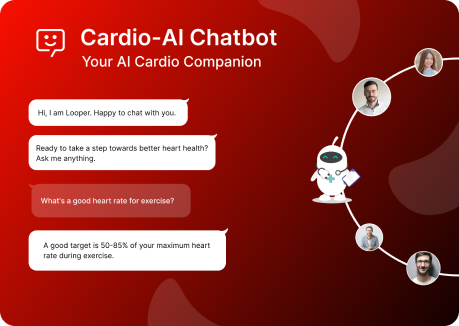 Cardio-AI Chatbot
Your AI Cardio Companion
Hi, I am Looper. Happy to chat with you.
Ready to take a step towards better heart health?
Ask me anything.
What's a good heart rate for exercise?
A good target is 50-85% of your maximum heart
rate during exercise.